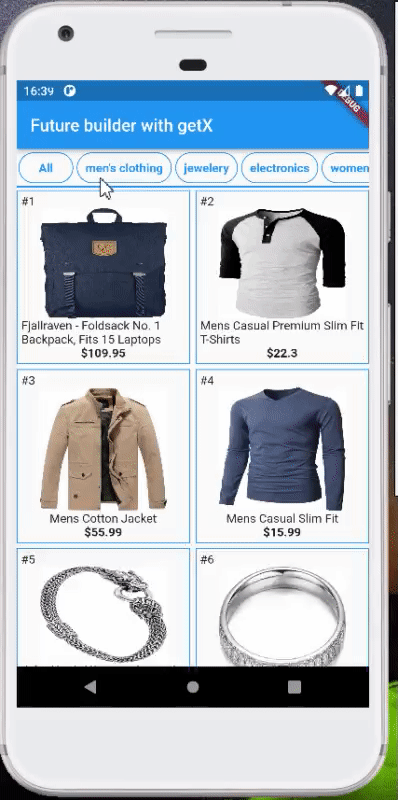 16:39
DEBUG
Future builder with getX
All
men's clothing
jewelery
electronics
women
#1
Fjallraven - Foldsack No. 1
Backpack, Fits 15 Laptops
$109.95
#2
Mens Casual Premium Slim Fit
T-Shirts
$22.3
#3
Mens Cotton Jacket
$55.99
#4
Mens Casual Slim Fit
$15.99
#5
#6